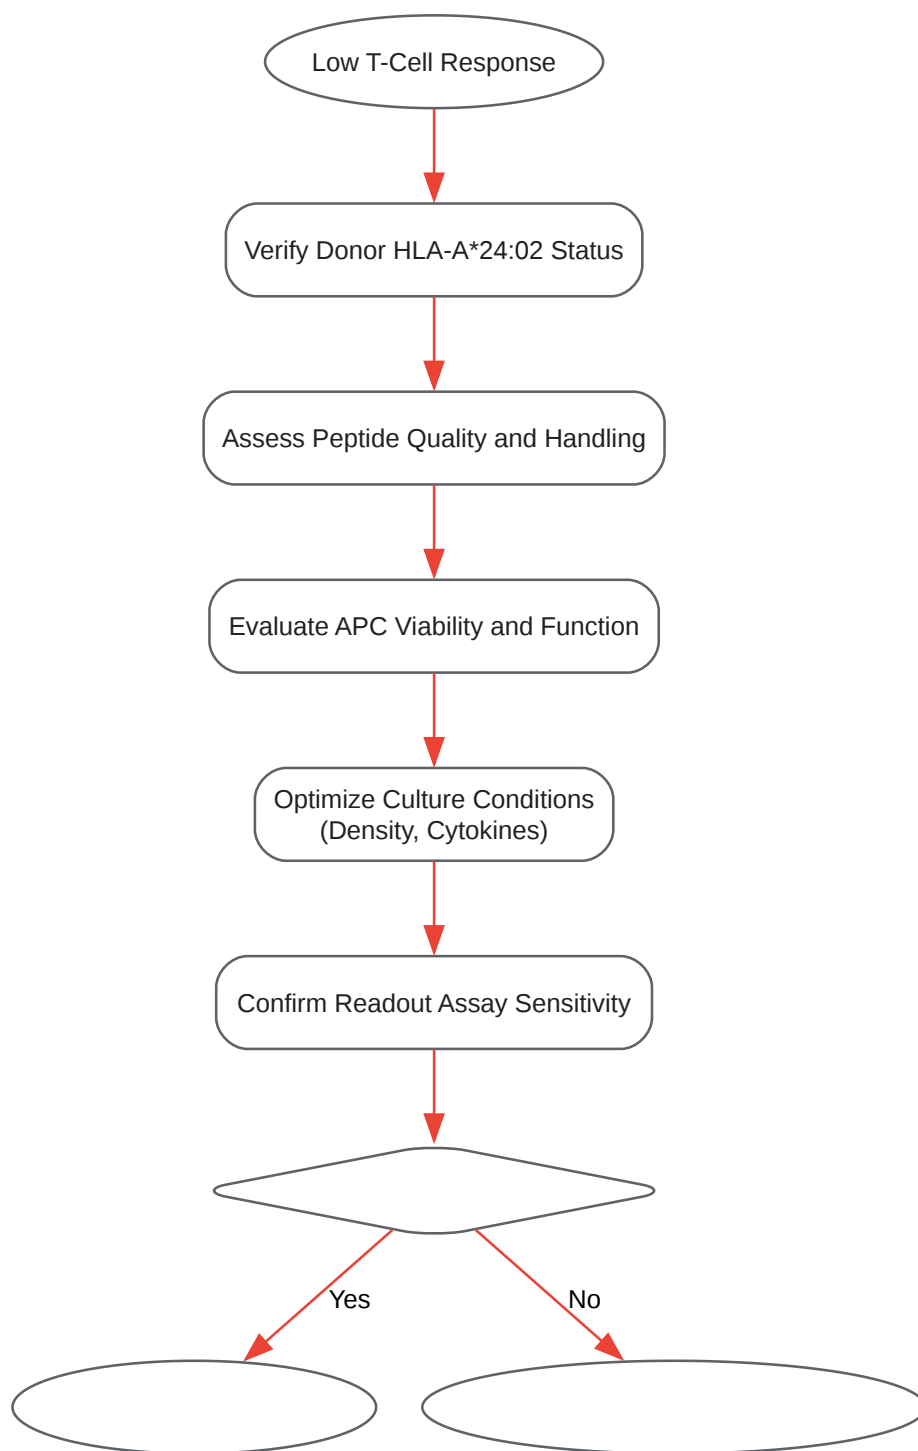 Low T-Cell Response
Verify Donor HLA-A*24:02 Status
Assess Peptide Quality and Handling
Evaluate APC Viability and Function
Optimize Culture Conditions
(Density, Cytokines)
Confirm Readout Assay Sensitivity
Yes
No